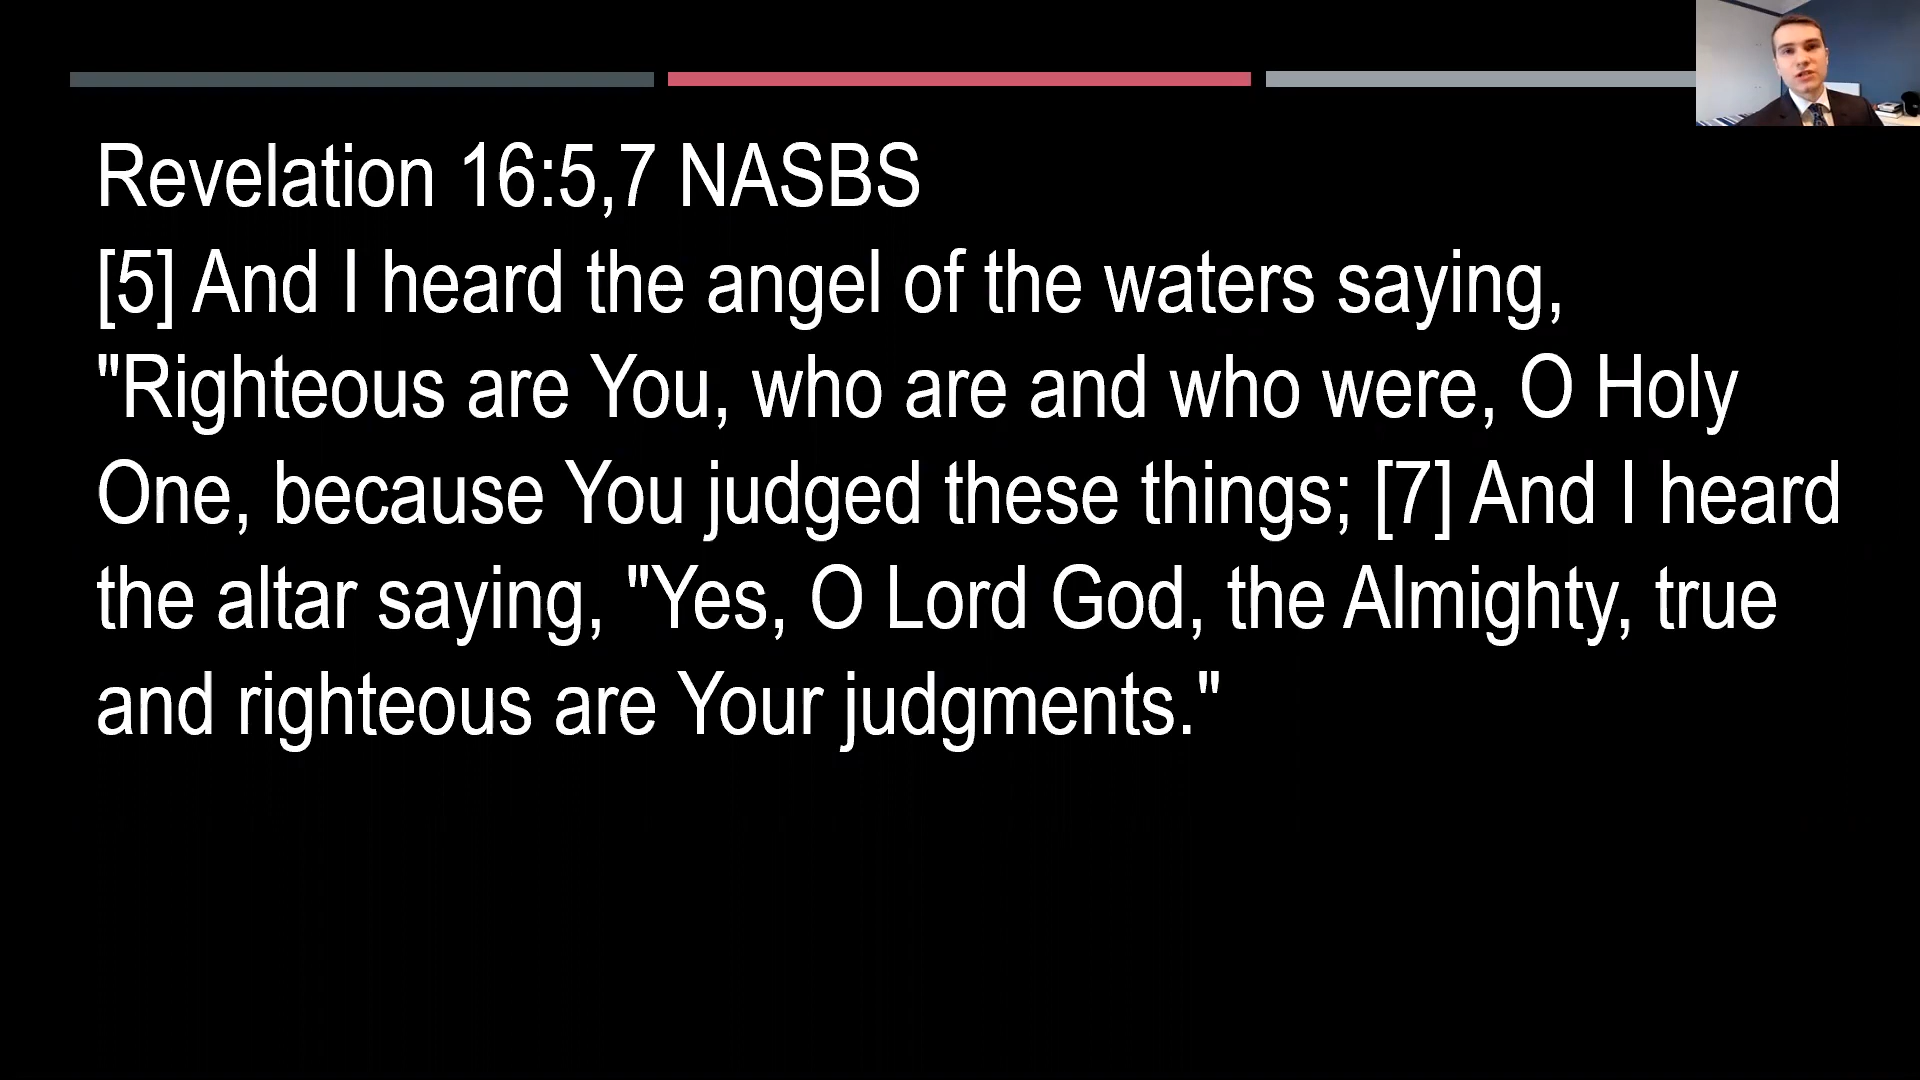 Revelation 16:5,7 NASBS
[5] And I heard the angel of the waters saying,
"Righteous are You, who are and who were, O Holy
One, because You judged these things; [7] And I heard
the altar saying, "Yes, O Lord God, the Almighty, true
and righteous are Your judgments."